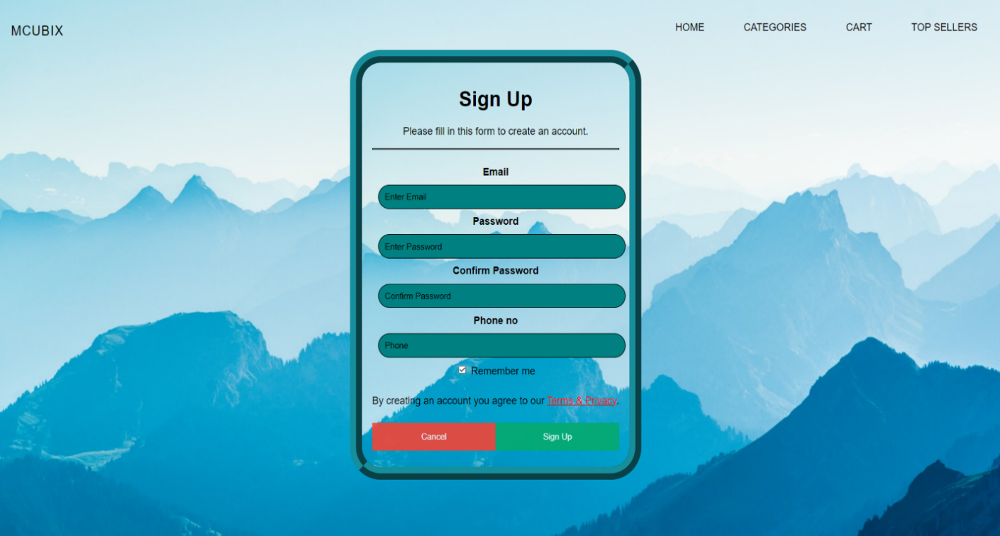 MCUBIX
HOME CATEGORIES CART TOP SELLERS
Sign Up
Please fill in this form to create an account.
Email
Enter Email
Password
Enter Password
Confirm Password
Confirm Password
Phone no
Phone
Remember me
By creating an account you agree to our Terms & Privacy.
Cancel Sign Up